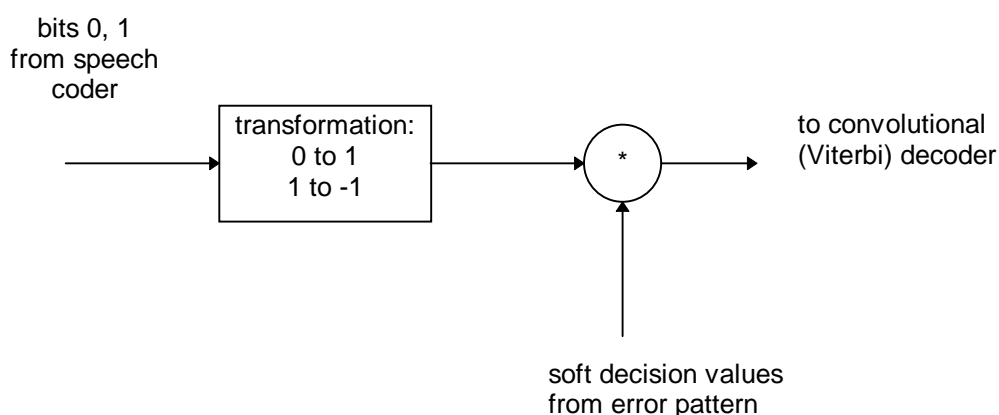 bits 0, 1
from speech
coder
transformation:
0 to 1
1 to -1
*
to convolutional
(Viterbi) decoder
soft decision values
from error pattern